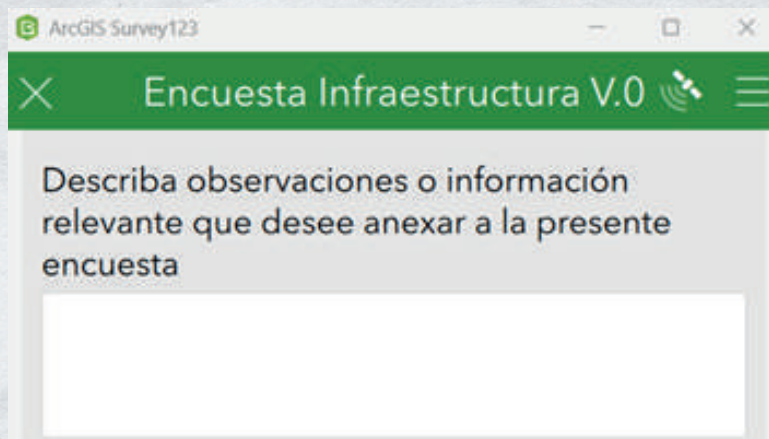 ArcGIS Survey123
Encuesta Infraestructura V.0
Describa observaciones o información
relevante que desee anexar a la presente
encuesta